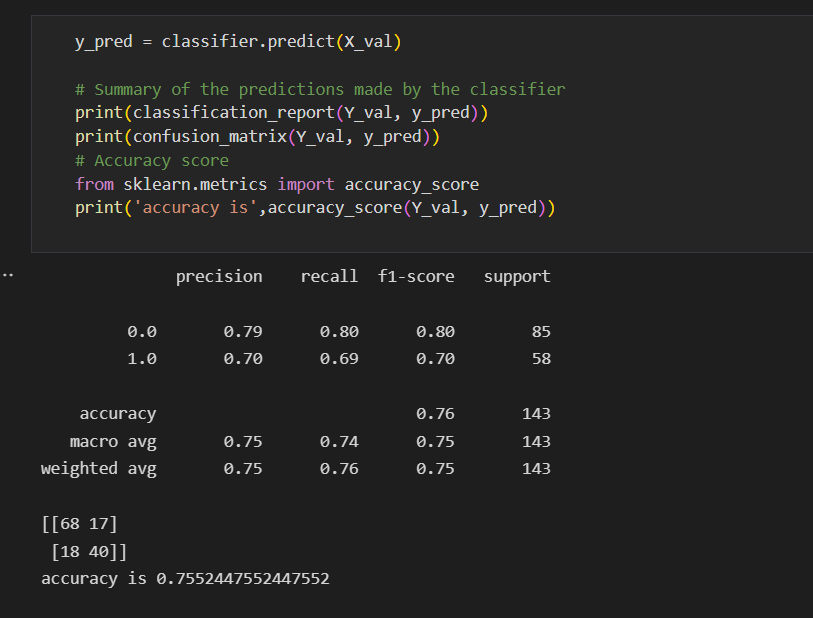 y_pred = classifier.predict(X_val)
# Summary of the predictions made by the classifier
print(classification_report(Y_val, y_pred))
print(confusion_matrix(Y_val, y_pred))
# Accuracy score
from sklearn.metrics import accuracy_score
print('accuracy is',accuracy_score(Y_val, y_pred))
precision recall f1-score support
0.0 0.79 0.80 0.80 85
1.0 0.70 0.69 0.70 58
accuracy 0.76 143
macro avg 0.75 0.74 0.75 143
weighted avg 0.75 0.76 0.75 143
[[68 17]
[18 40]]
accuracy is 0.7552447552447552